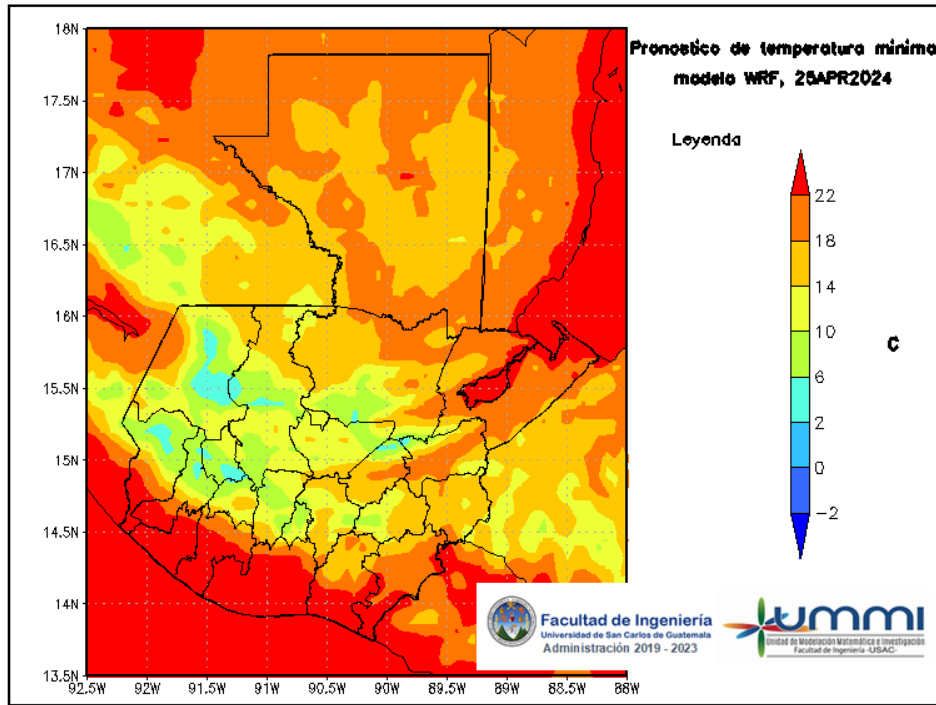 Pronostico de temperatura minima
modelo WRF, 25APR2024
Leyenda
22
18
14
10
6
2
0
−2
C
18N
17.5N
17N
16.5N
16N
15.5N
15N
14.5N
14N
13.5N
92.5W 92W 91.5W 91W 90.5W 90W 89.5W 89W 88.5W 88W
Facultad de Ingeniería
Universidad de San Carlos de Guatemala
Administración 2019 - 2023
ummi
Unidad de Modelación Matemática e Investigación
Facultad de Ingeniería -USAC-